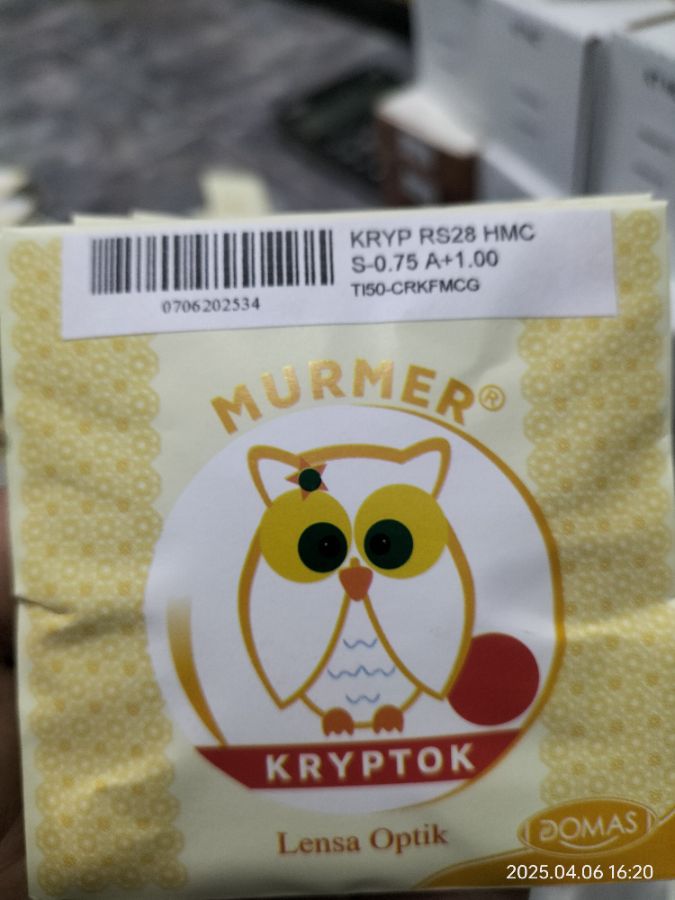 KRYP RS28 HMC
S-0.75 A+1.00
TI50-CRKFMCG
0706202534
MURMER®
KRYPTOK
Lensa Optik
DOMAS
2025.04.06 16:20